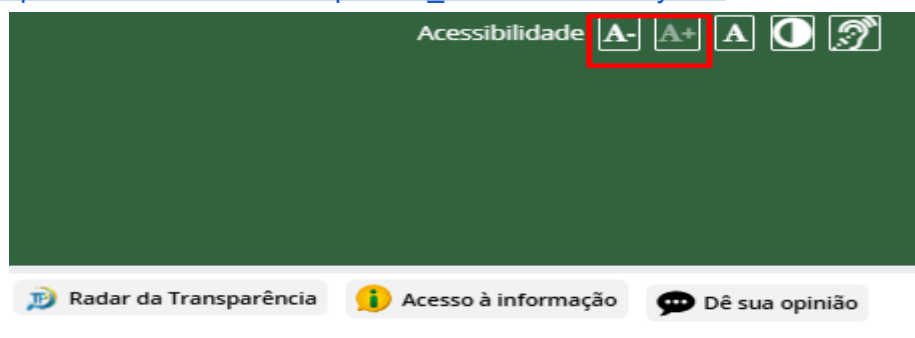 Acessibilidade A- A+ A
Radar da Transparência Acesso à informação Dê sua opinião